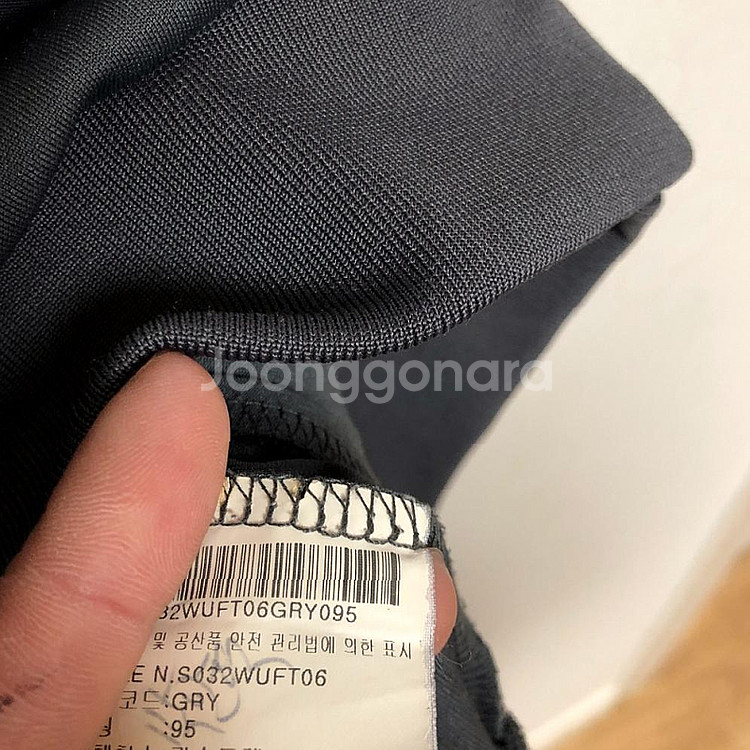 Joonggonara
32WUFT06GRY095
및 공산품 안전 관리법에 의한 표시
LE N.S032WUFT06
코드:GRY
:95